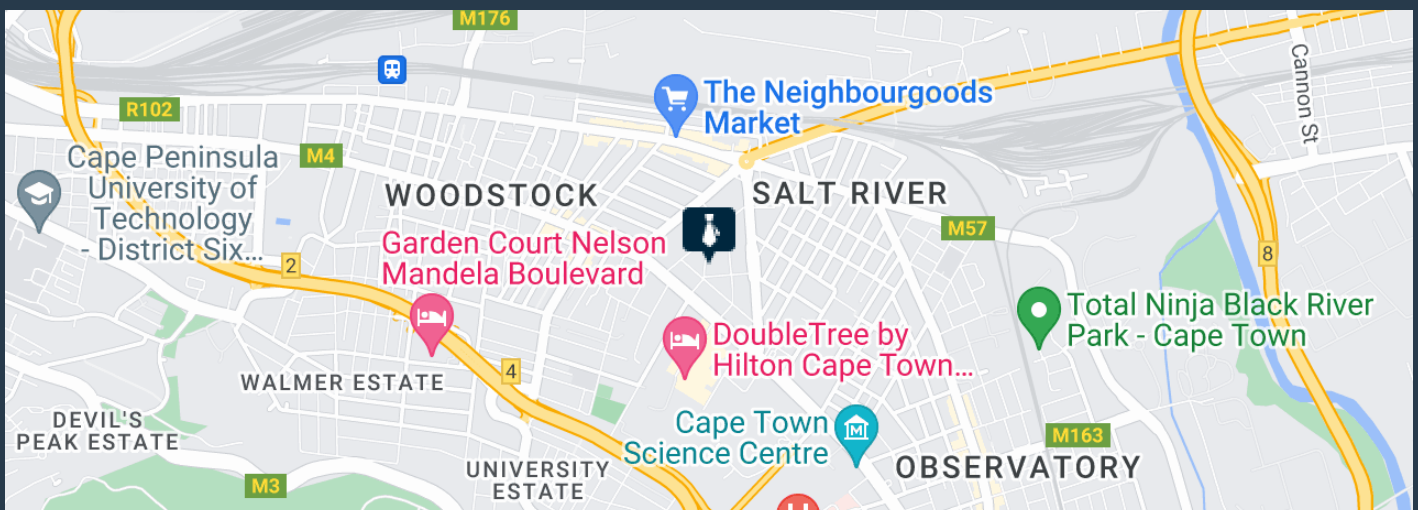 M176
Cannon St
The Neighbourgoods
Market
R102
M4
Cape Peninsula
University of
Technology
- District Six...
WOODSTOCK
SALT RIVER
M57
Garden Court Nelson
Mandela Boulevard
2
8
Total Ninja Black River
Park - Cape Town
DoubleTree by
Hilton Cape Town...
4
WALMER ESTATE
DEVIL'S
PEAK ESTATE
Cape Town
Science Centre
M163
OBSERVATORY
UNIVERSITY
ESTATE
M3
M
H